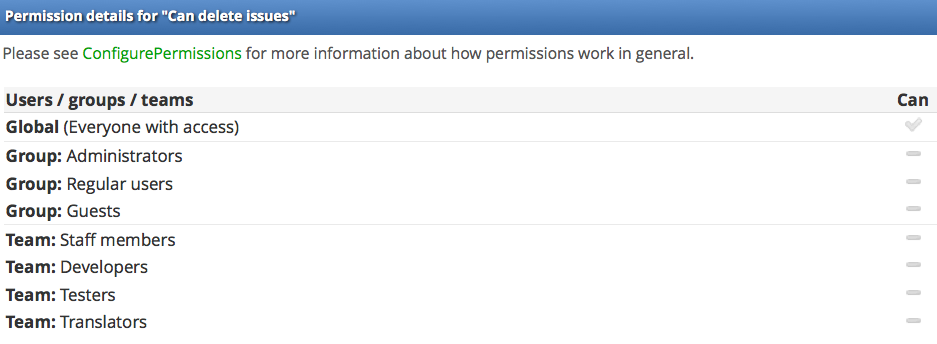 Permission details for "Can delete issues"
Please see ConfigurePermissions for more information about how permissions work in general.
Users / groups / teams Can
Global (Everyone with access)
Group: Administrators
Group: Regular users
Group: Guests
Team: Staff members
Team: Developers
Team: Testers
Team: Translators